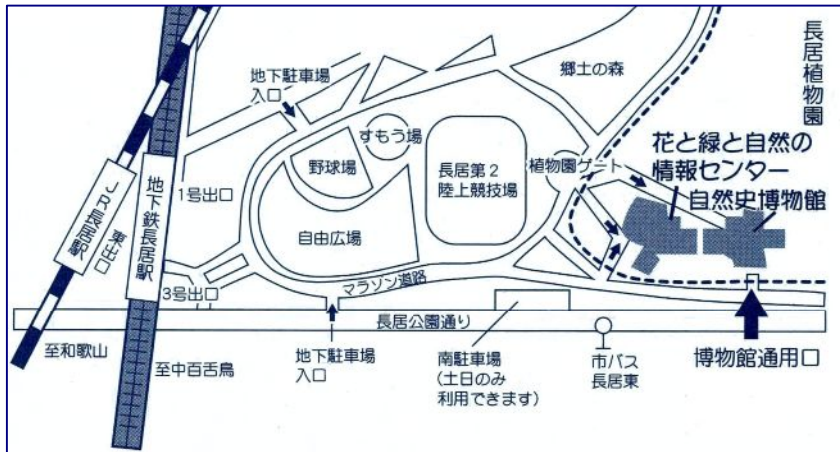 長居植物園
郷土の森
地下駐車場
入口
花と緑と自然の
情報センター
自然史博物館
すもう場
野球場
長居第2
陸上競技場
植物園ゲート
1号出口
自由広場
JR長居駅
東出口
地下鉄長居駅
3号出口
マラソン道路
長居公園通り
至和歌山
至中百舌鳥
地下駐車場
入口
南駐車場
(土日のみ
利用できます)
市バス
長居東
博物館通用口